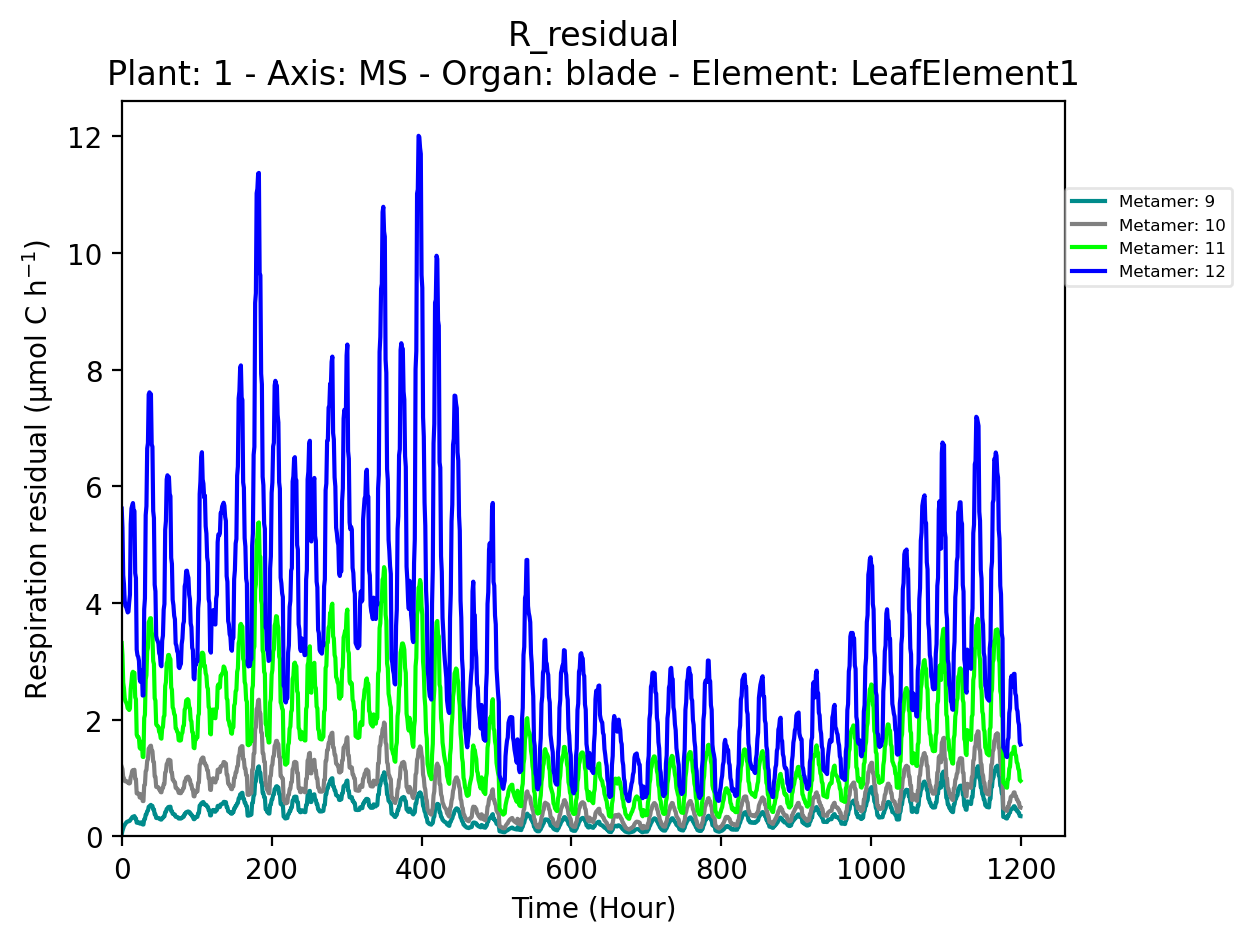 R_residual
Plant: 1 - Axis: MS - Organ: blade - Element: LeafElement1
Respiration residual (µmol C h⁻¹)
12
10
8
6
4
2
0
0 200 400 600 800 1000 1200
Time (Hour)
Metamer: 9
Metamer: 10
Metamer: 11
Metamer: 12